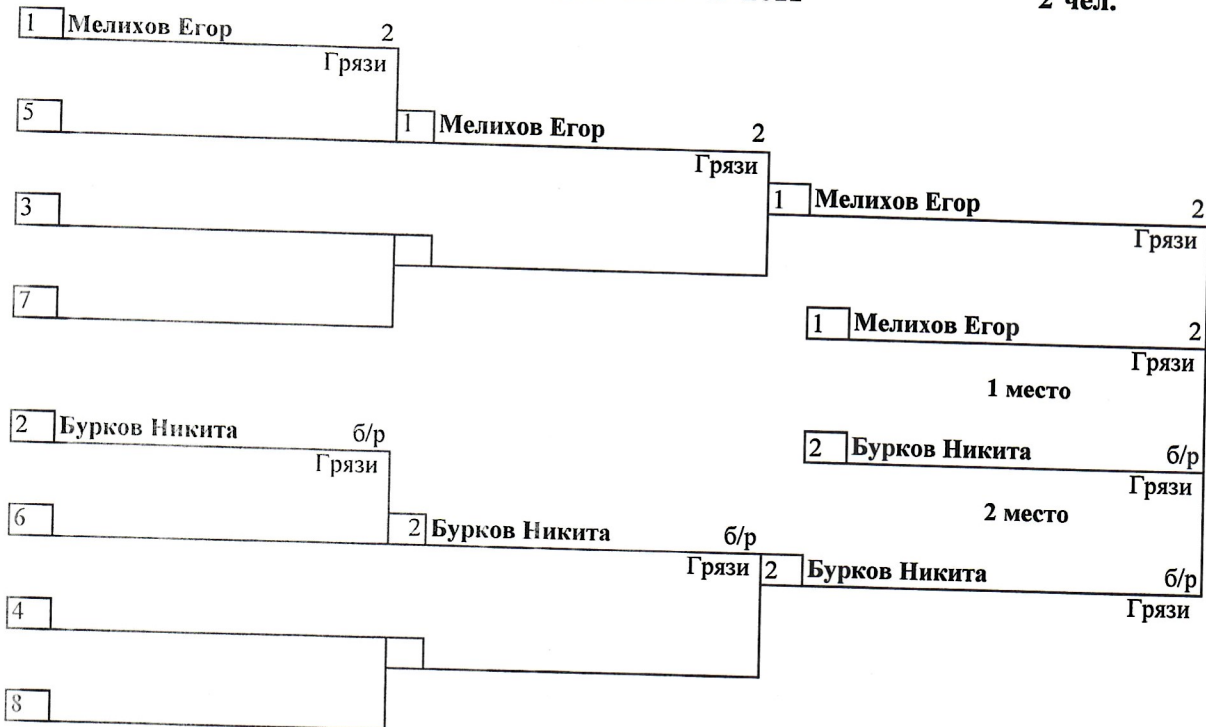 2 чел.
1 Мелихов Егор 2
Грязи
5
1 Мелихов Егор 2
Грязи
3
1 Мелихов Егор 2
Грязи
7
1 Мелихов Егор 2
Грязи
1 место
2 Бурков Никита б/р
Грязи
2 Бурков Никита б/р
Грязи
2 место
6
2 Бурков Никита б/р
Грязи
2 Бурков Никита б/р
Грязи
4
8